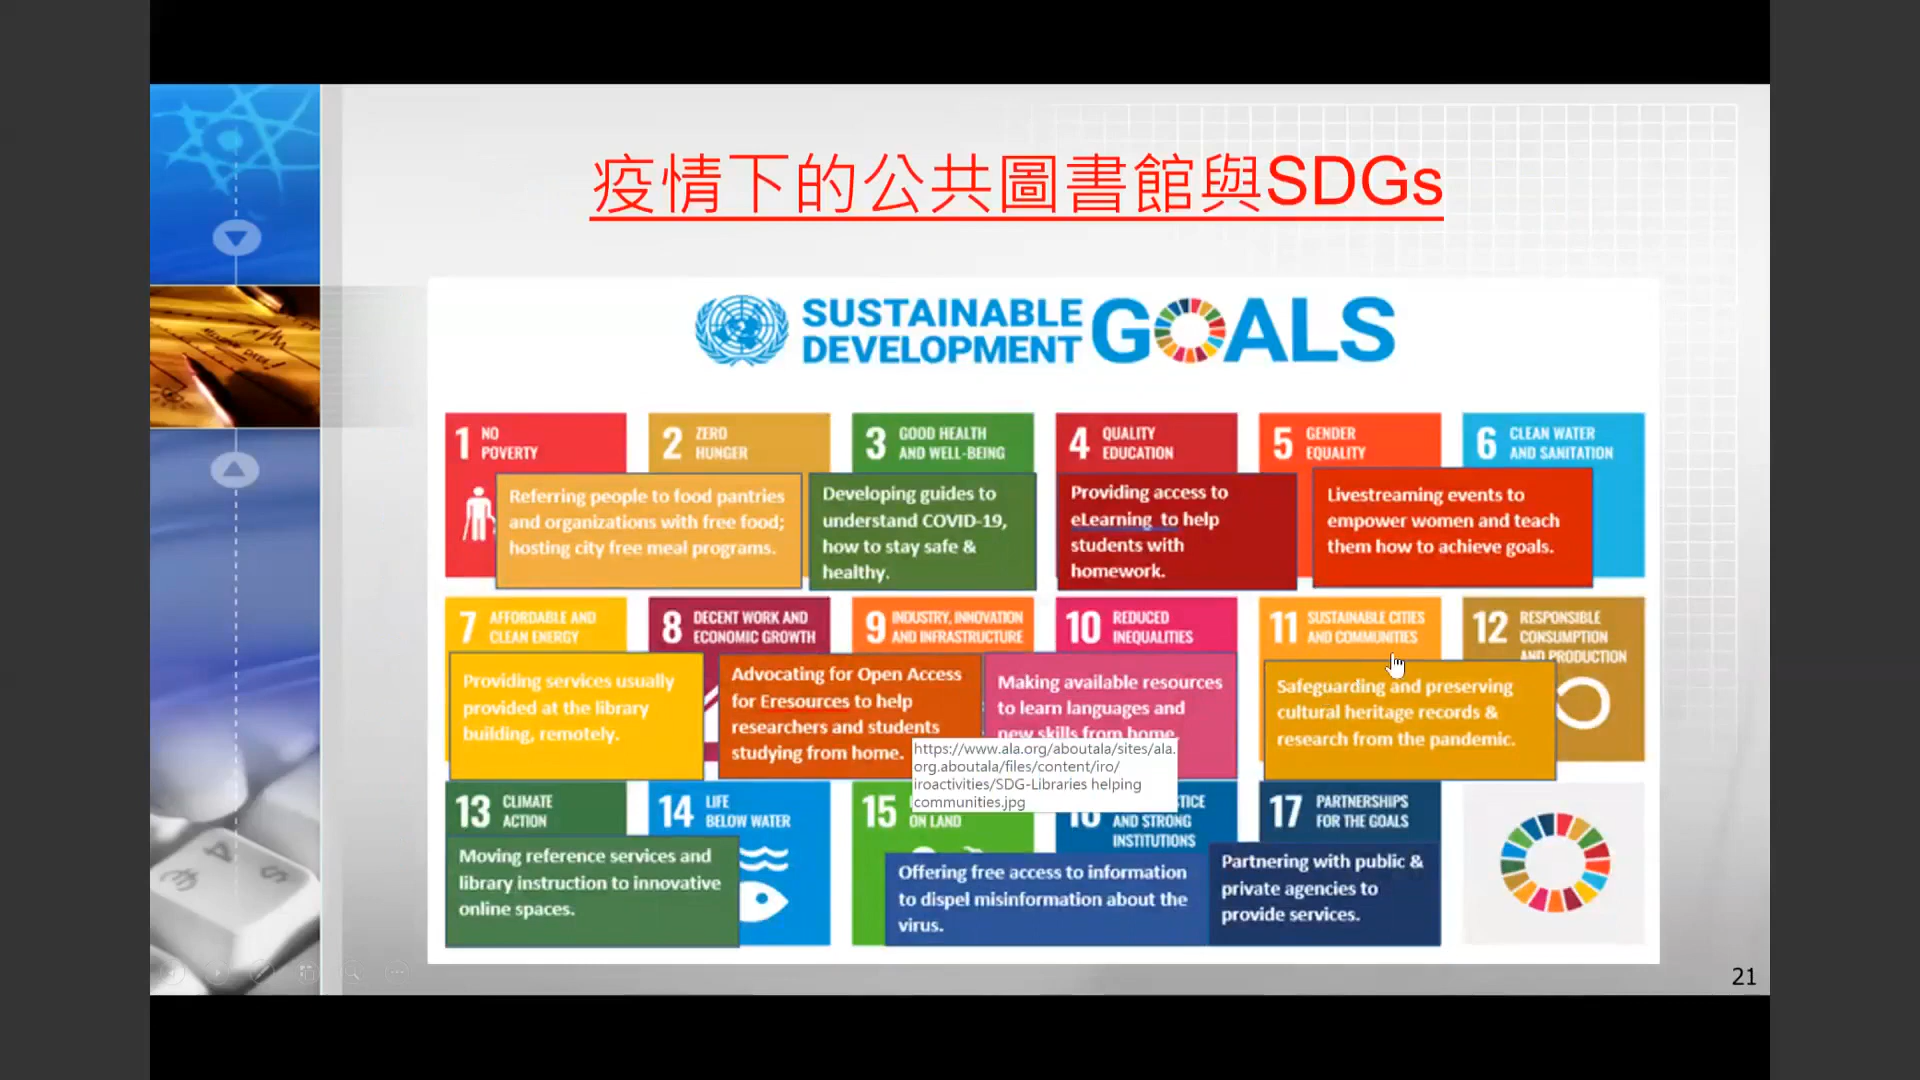 疫情下的公共圖書館與SDGs
SUSTAINABLE
DEVELOPMENT
GOALS
1 NO
POVERTY
2 ZERO
HUNGER
3 GOOD HEALTH
AND WELL-BEING
4 QUALITY
EDUCATION
5 GENDER
EQUALITY
6 CLEAN WATER
AND SANITATION
Referring people to food pantries
and organizations with free food;
hosting city free meal programs.
Developing guides to
understand COVID-19,
how to stay safe &
healthy.
Providing access to
eLearning to help
students with
homework.
Livestreaming events to
empower women and teach
them how to achieve goals.
7 AFFORDABLE AND
CLEAN ENERGY
8 DECENT WORK AND
ECONOMIC GROWTH
9 INDUSTRY, INNOVATION
AND INFRASTRUCTURE
10 REDUCED
INEQUALITIES
11 SUSTAINABLE CITIES
AND COMMUNITIES
12 RESPONSIBLE
CONSUMPTION
AND PRODUCTION
Providing services usually
provided at the library
building, remotely.
Advocating for Open Access
for Eresources to help
researchers and students
studying from home.
Making available resources
to learn languages and
new skills from home.
Safeguarding and preserving
cultural heritage records &
research from the pandemic.
https://www.ala.org/aboutala/sites/ala.
org.aboutala/files/content/iro/
iroactivities/SDG-Libraries helping
communities.jpg
13 CLIMATE
ACTION
14 LIFE
BELOW WATER
15
ON LAND
AND STRONG
INSTITUTIONS
17 PARTNERSHIPS
FOR THE GOALS
Moving reference services and
library instruction to innovative
online spaces.
Offering free access to information
to dispel misinformation about the
virus.
Partnering with public &
private agencies to
provide services.
21